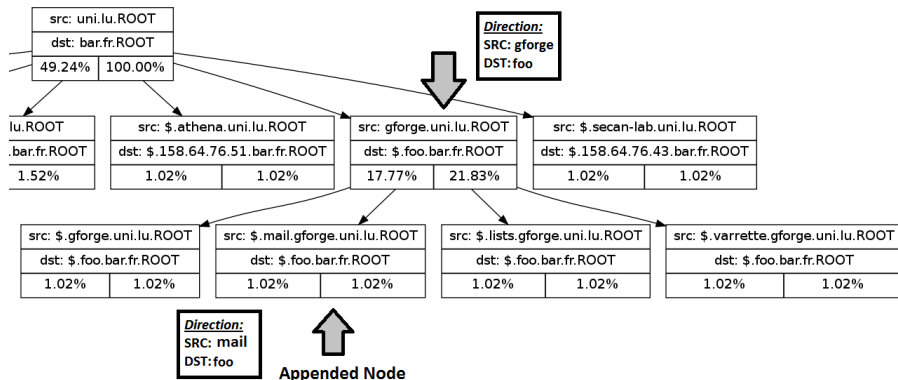 src: uni.lu.ROOT
dst: bar.fr.ROOT
49.24% 100.00%
Direction:
SRC: gforge
DST: foo
lu.ROOT
.bar.fr.ROOT
1.52%
src: $.athena.uni.lu.ROOT
dst: $.158.64.76.51.bar.fr.ROOT
1.02% 1.02%
src: gforge.uni.lu.ROOT
dst: $.foo.bar.fr.ROOT
17.77% 21.83%
src: $.secan-lab.uni.lu.ROOT
dst: $.158.64.76.43.bar.fr.ROOT
1.02% 1.02%
src: $.gforge.uni.lu.ROOT
dst: $.foo.bar.fr.ROOT
1.02% 1.02%
src: $.mail.gforge.uni.lu.ROOT
dst: $.foo.bar.fr.ROOT
1.02% 1.02%
src: $.lists.gforge.uni.lu.ROOT
dst: $.foo.bar.fr.ROOT
1.02% 1.02%
src: $.varrette.gforge.uni.lu.ROOT
dst: $.foo.bar.fr.ROOT
1.02% 1.02%
Direction:
SRC: mail
DST: foo
Appended Node